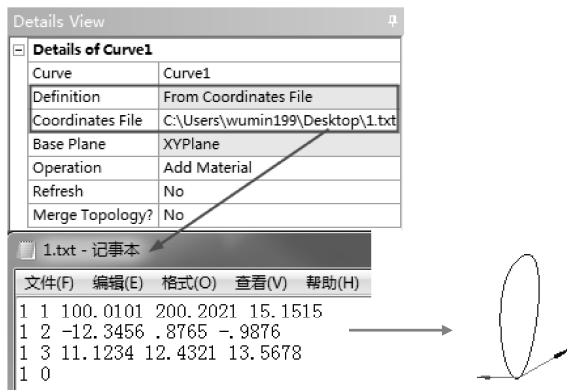 Details View
Details of Curve1
Curve Curve1
Definition From Coordinates File
Coordinates File C:\Users\wumin199\Desktop\1.txt
Base Plane XYPlane
Operation Add Material
Refresh No
Merge Topology? No
1.txt - 记事本
文件(F) 编辑(E) 格式(O) 查看(V) 帮助(H)
1 1 100.0101 200.2021 15.1515
1 2 -12.3456 .8765 -.9876
1 3 11.1234 12.4321 13.5678
1 0